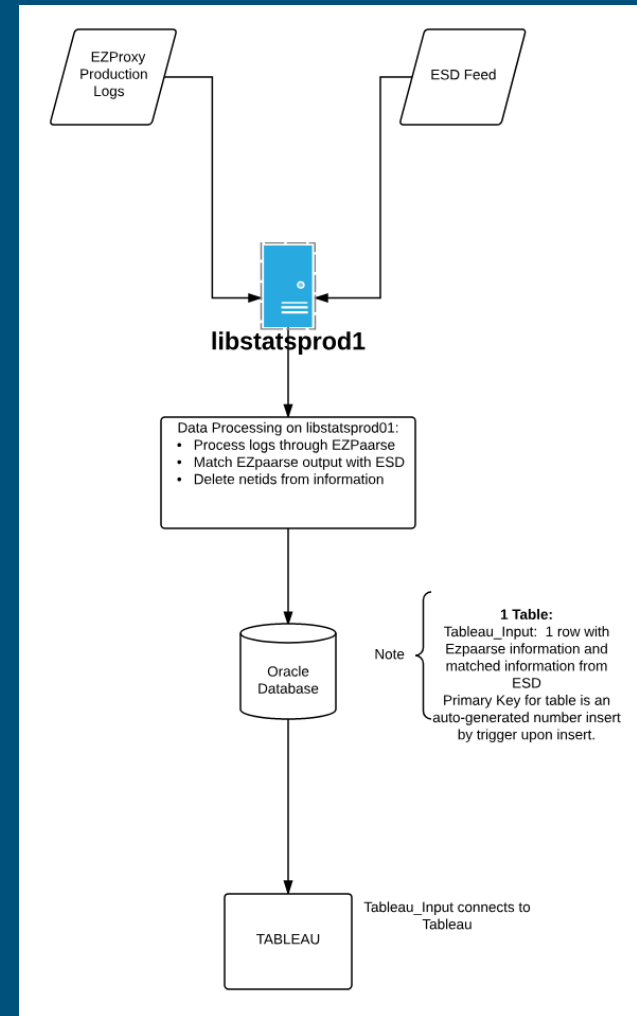 EZProxy
Production
Logs
ESD Feed
libstatsprod1
Data Processing on libstatsprod01:
• Process logs through EZPaarse
• Match EZpaarse output with ESD
• Delete netids from information
Oracle
Database
Note
1 Table:
Tableau_Input: 1 row with
Ezpaarse information and
matched information from
ESD
Primary Key for table is an
auto-generated number insert
by trigger upon insert.
TABLEAU
Tableau_Input connects to
Tableau